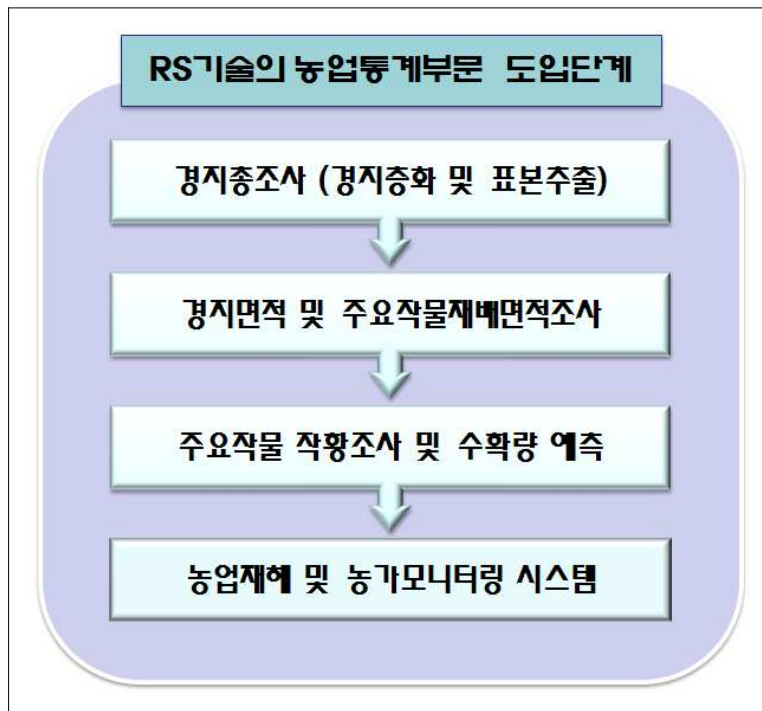 RS기술의 농업통계부문 도입단계
경지총조사 (경지층화 및 표본추출)
경지면적 및 주요작물재배면적조사
주요작물 작황조사 및 수확량 예측
농업재해 및 농가모니터링 시스템